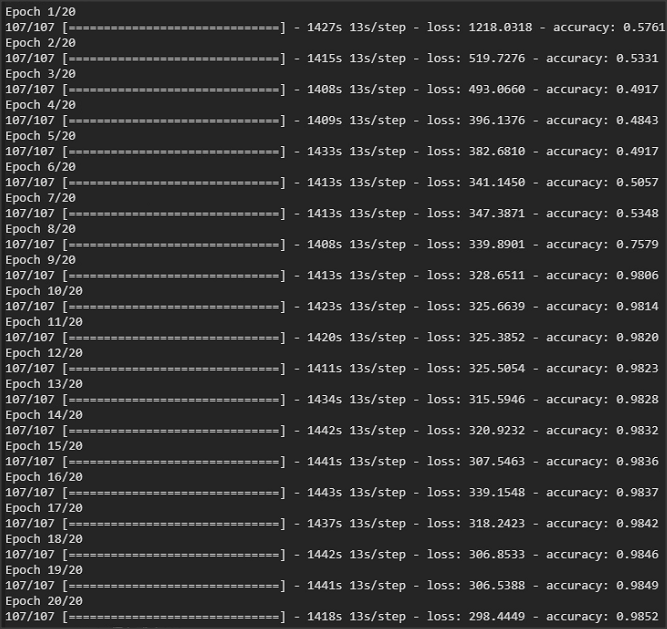 Epoch 1/20
107/107 [==============================] - 1427s 13s/step - loss: 1218.0318 - accuracy: 0.5761
Epoch 2/20
107/107 [==============================] - 1415s 13s/step - loss: 519.7276 - accuracy: 0.5331
Epoch 3/20
107/107 [==============================] - 1408s 13s/step - loss: 493.0660 - accuracy: 0.4917
Epoch 4/20
107/107 [==============================] - 1409s 13s/step - loss: 396.1376 - accuracy: 0.4843
Epoch 5/20
107/107 [==============================] - 1433s 13s/step - loss: 382.6810 - accuracy: 0.4917
Epoch 6/20
107/107 [==============================] - 1413s 13s/step - loss: 341.1450 - accuracy: 0.5057
Epoch 7/20
107/107 [==============================] - 1413s 13s/step - loss: 347.3871 - accuracy: 0.5348
Epoch 8/20
107/107 [==============================] - 1408s 13s/step - loss: 339.8901 - accuracy: 0.7579
Epoch 9/20
107/107 [==============================] - 1413s 13s/step - loss: 328.6511 - accuracy: 0.9806
Epoch 10/20
107/107 [==============================] - 1423s 13s/step - loss: 325.6639 - accuracy: 0.9814
Epoch 11/20
107/107 [==============================] - 1420s 13s/step - loss: 325.3852 - accuracy: 0.9820
Epoch 12/20
107/107 [==============================] - 1411s 13s/step - loss: 325.5054 - accuracy: 0.9823
Epoch 13/20
107/107 [==============================] - 1434s 13s/step - loss: 315.5946 - accuracy: 0.9828
Epoch 14/20
107/107 [==============================] - 1442s 13s/step - loss: 320.9232 - accuracy: 0.9832
Epoch 15/20
107/107 [==============================] - 1441s 13s/step - loss: 307.5463 - accuracy: 0.9836
Epoch 16/20
107/107 [==============================] - 1443s 13s/step - loss: 339.1548 - accuracy: 0.9837
Epoch 17/20
107/107 [==============================] - 1437s 13s/step - loss: 318.2423 - accuracy: 0.9842
Epoch 18/20
107/107 [==============================] - 1442s 13s/step - loss: 306.8533 - accuracy: 0.9846
Epoch 19/20
107/107 [==============================] - 1441s 13s/step - loss: 306.5388 - accuracy: 0.9849
Epoch 20/20
107/107 [==============================] - 1418s 13s/step - loss: 298.4449 - accuracy: 0.9852